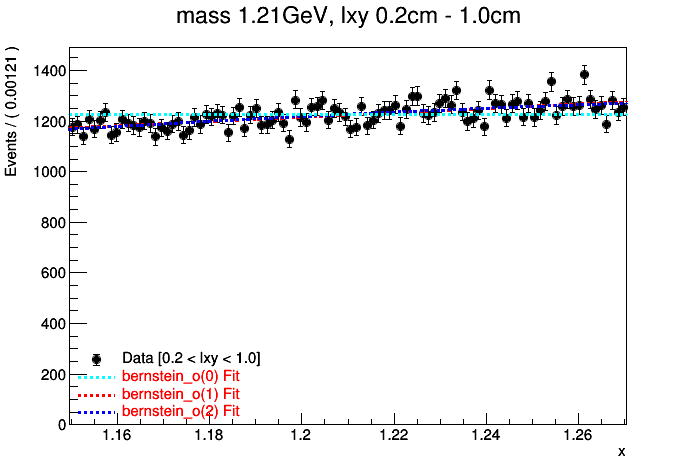 mass 1.21GeV, lxy 0.2cm - 1.0cm
Events / ( 0.00121 )
1400
1200
1000
800
600
400
200
0
Data [0.2 < lxy < 1.0]
bernstein_o(0) Fit
bernstein_o(1) Fit
bernstein_o(2) Fit
1.16 1.18 1.2 1.22 1.24 1.26
x